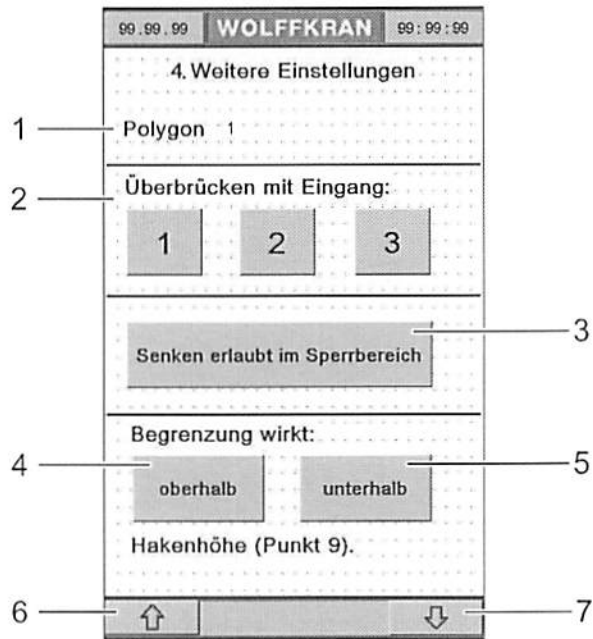 99.99.99 WOLFFKRAN 99:99:99
4. Weitere Einstellungen
1 Polygon 1
2 Überbrücken mit Eingang:
1 2 3
Senken erlaubt im Sperrbereich 3
Begrenzung wirkt:
4 oberhalb unterhalb 5
Hakenhöhe (Punkt 9).
6 7